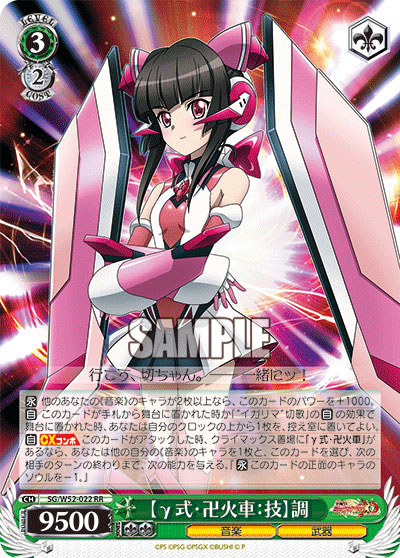 LEVEL
3
2
COST
SAMPLE
行こう、切ちゃん。――一緒にッ！
永 他のあなたの《音楽》のキャラが2枚以上なら、このカードのパワーを+1000。
自 このカードが手札から舞台に置かれた時か「“イガリマ”切歌」の自の効果で
舞台に置かれた時、あなたは自分のクロックの上から1枚を、控え室に置いてよい。
自 CXコンボ このカードがアタックした時、クライマックス置場に「γ式・卍火車」が
あるなら、あなたは他の自分の《音楽》のキャラを1枚と、このカードを選び、次の
相手のターンの終わりまで、次の能力を与える。『永 このカードの正面のキャラ
のソウルを－1。』
CH SG/W52-022 RR
9500
【γ式・卍火車：技】調
音楽
武器
©PS ©PSG ©PSGX ©BUSHI © P